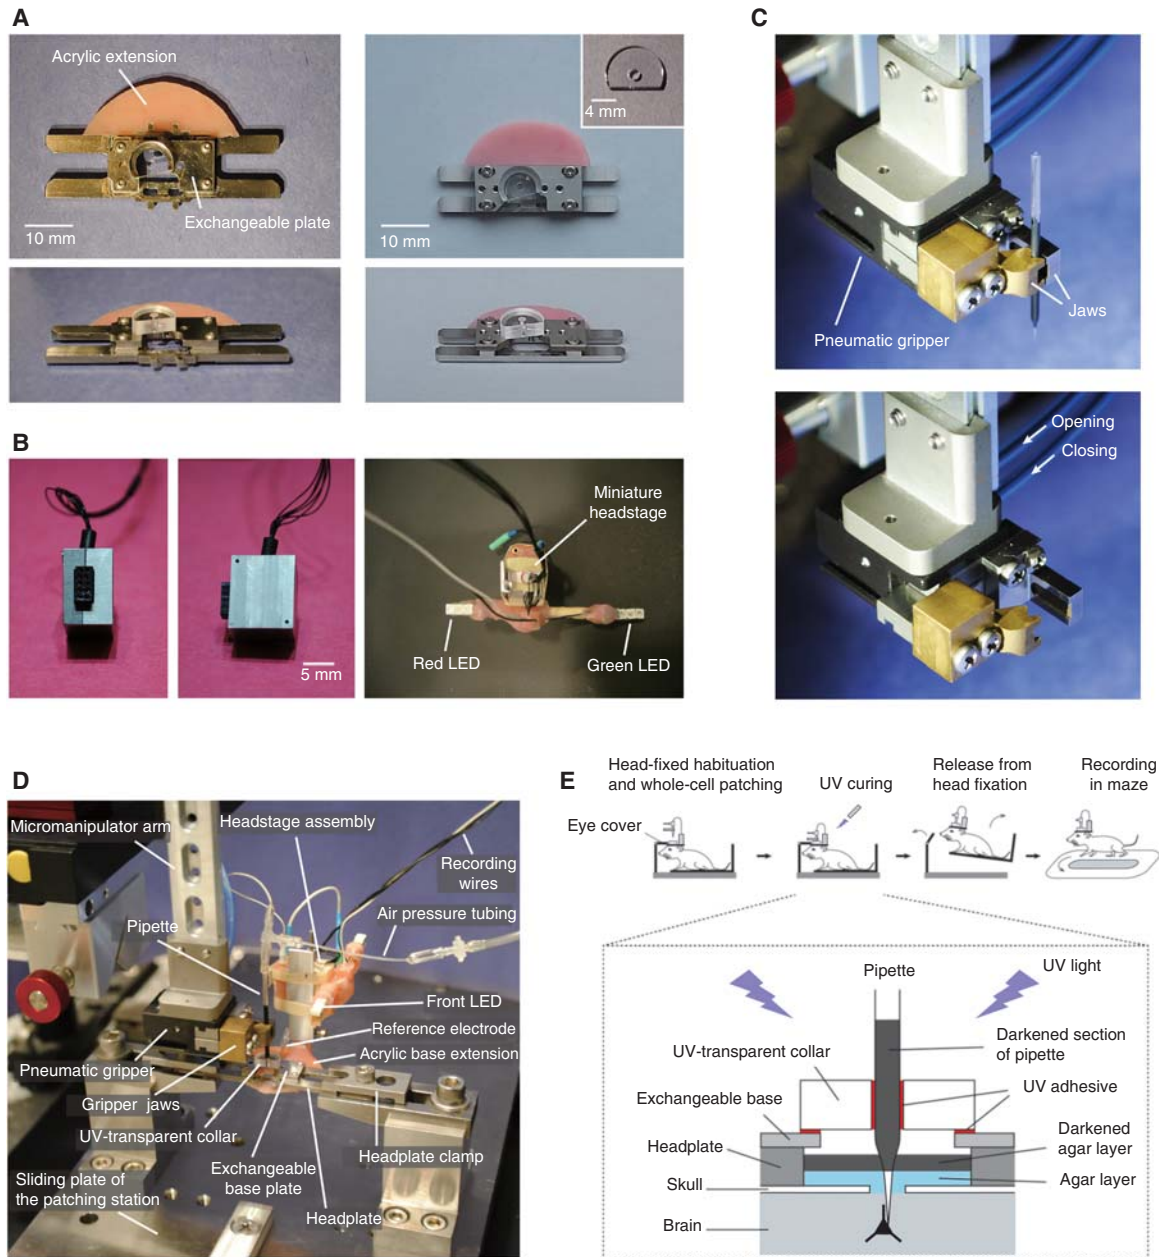 A
Acrylic extension
Exchangeable plate
10 mm
4 mm
10 mm
B
5 mm
Miniature
headstage
Red LED
Green LED
C
Pneumatic gripper
Jaws
Opening
Closing
D
Micromanipulator arm
Headstage assembly
Recording
wires
Air pressure tubing
Pipette
Front LED
Reference electrode
Acrylic base extension
Pneumatic gripper
Gripper jaws
UV-transparent collar
Headplate clamp
Exchangeable
base plate
Sliding plate of
the patching station
Headplate
E
Head-fixed habituation
and whole-cell patching
UV curing
Release from
head fixation
Recording
in maze
Eye cover
Pipette
UV light
Darkened section
of pipette
UV-transparent collar
UV adhesive
Exchangeable base
Darkened
agar layer
Headplate
Agar layer
Skull
Brain